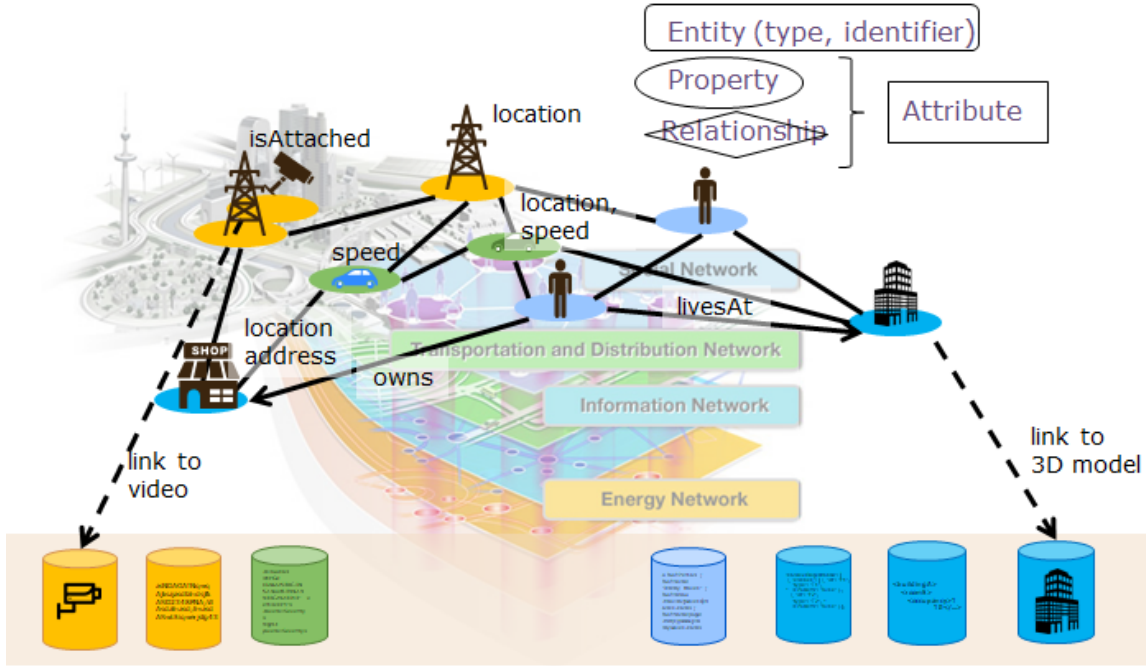 Entity (type, identifier)
Property
Relationship
Attribute
location
isAttached
location,
speed
speed
Social Network
livesAt
location
address
SHOP
Transportation and Distribution Network
owns
Information Network
link to
video
link to
3D model
Energy Network